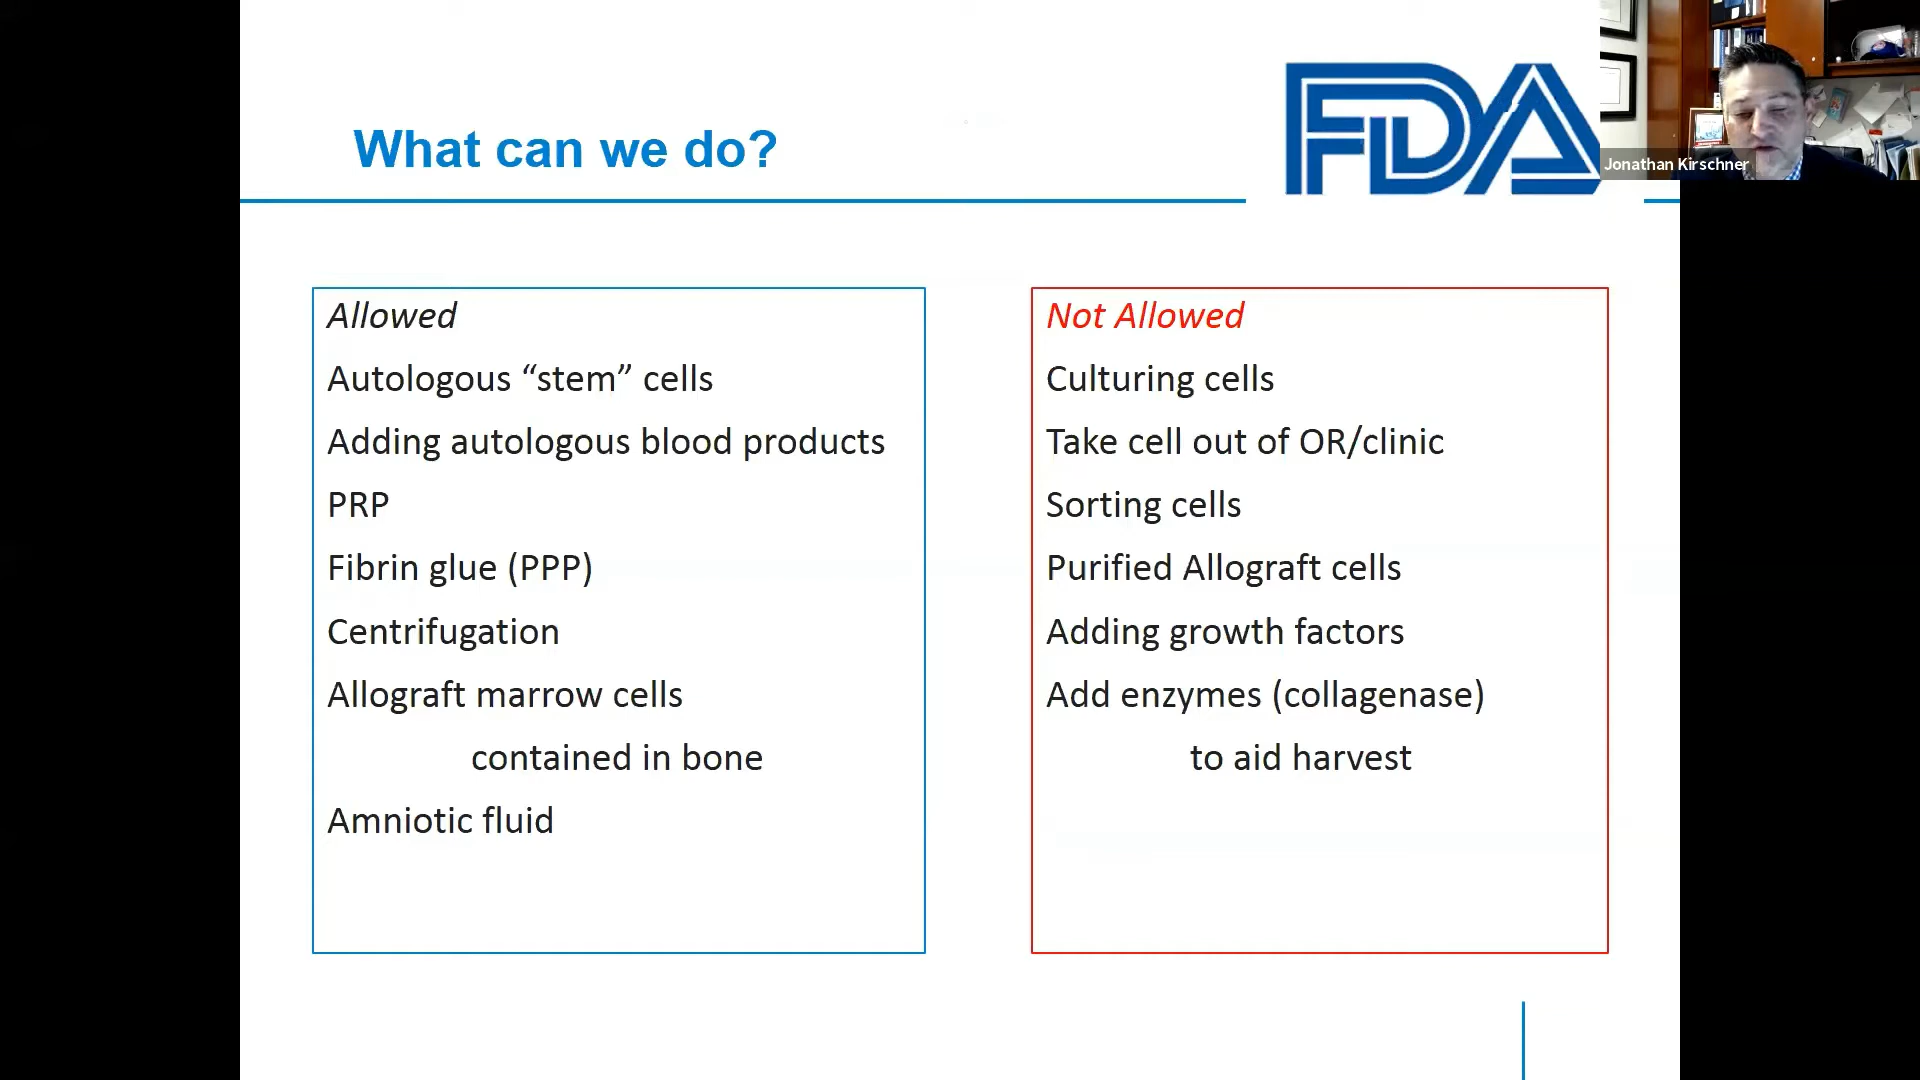 What can we do?
FDA
Jonathan Kirschner
Allowed
Autologous “stem” cells
Adding autologous blood products
PRP
Fibrin glue (PPP)
Centrifugation
Allograft marrow cells
contained in bone
Amniotic fluid
Not Allowed
Culturing cells
Take cell out of OR/clinic
Sorting cells
Purified Allograft cells
Adding growth factors
Add enzymes (collagenase)
to aid harvest